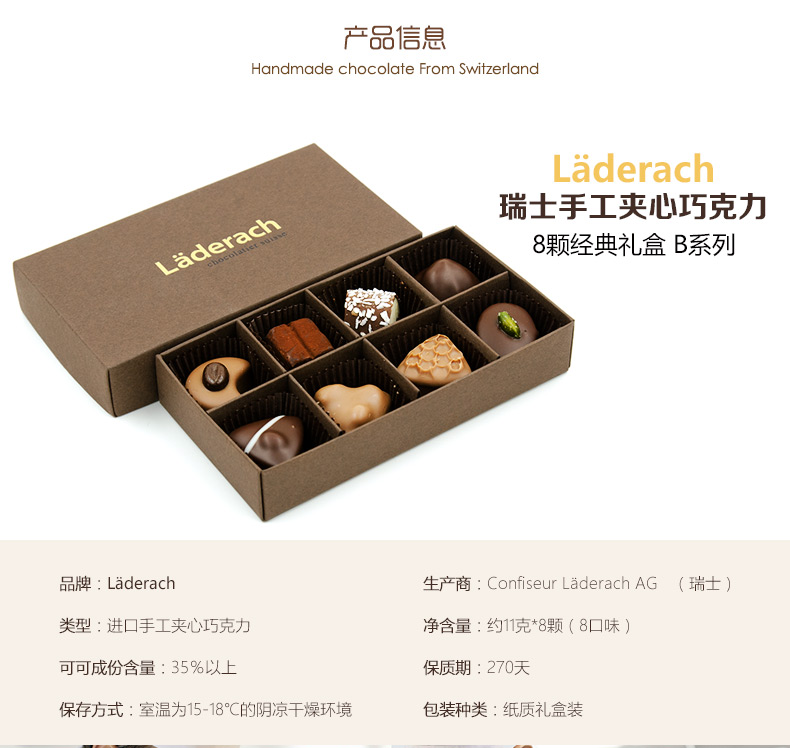 产品信息
Handmade chocolate From Switzerland
Läderach
瑞士手工夹心巧克力
8颗经典礼盒 B系列
Läderach
chocolatier suisse
品牌：Läderach
生产商：Confiseur Läderach AG （瑞士）
类型：进口手工夹心巧克力
净含量：约11克*8颗（8口味）
可可成份含量：35%以上
保质期：270天
保存方式：室温为15-18℃的阴凉干燥环境
包装种类：纸质礼盒装